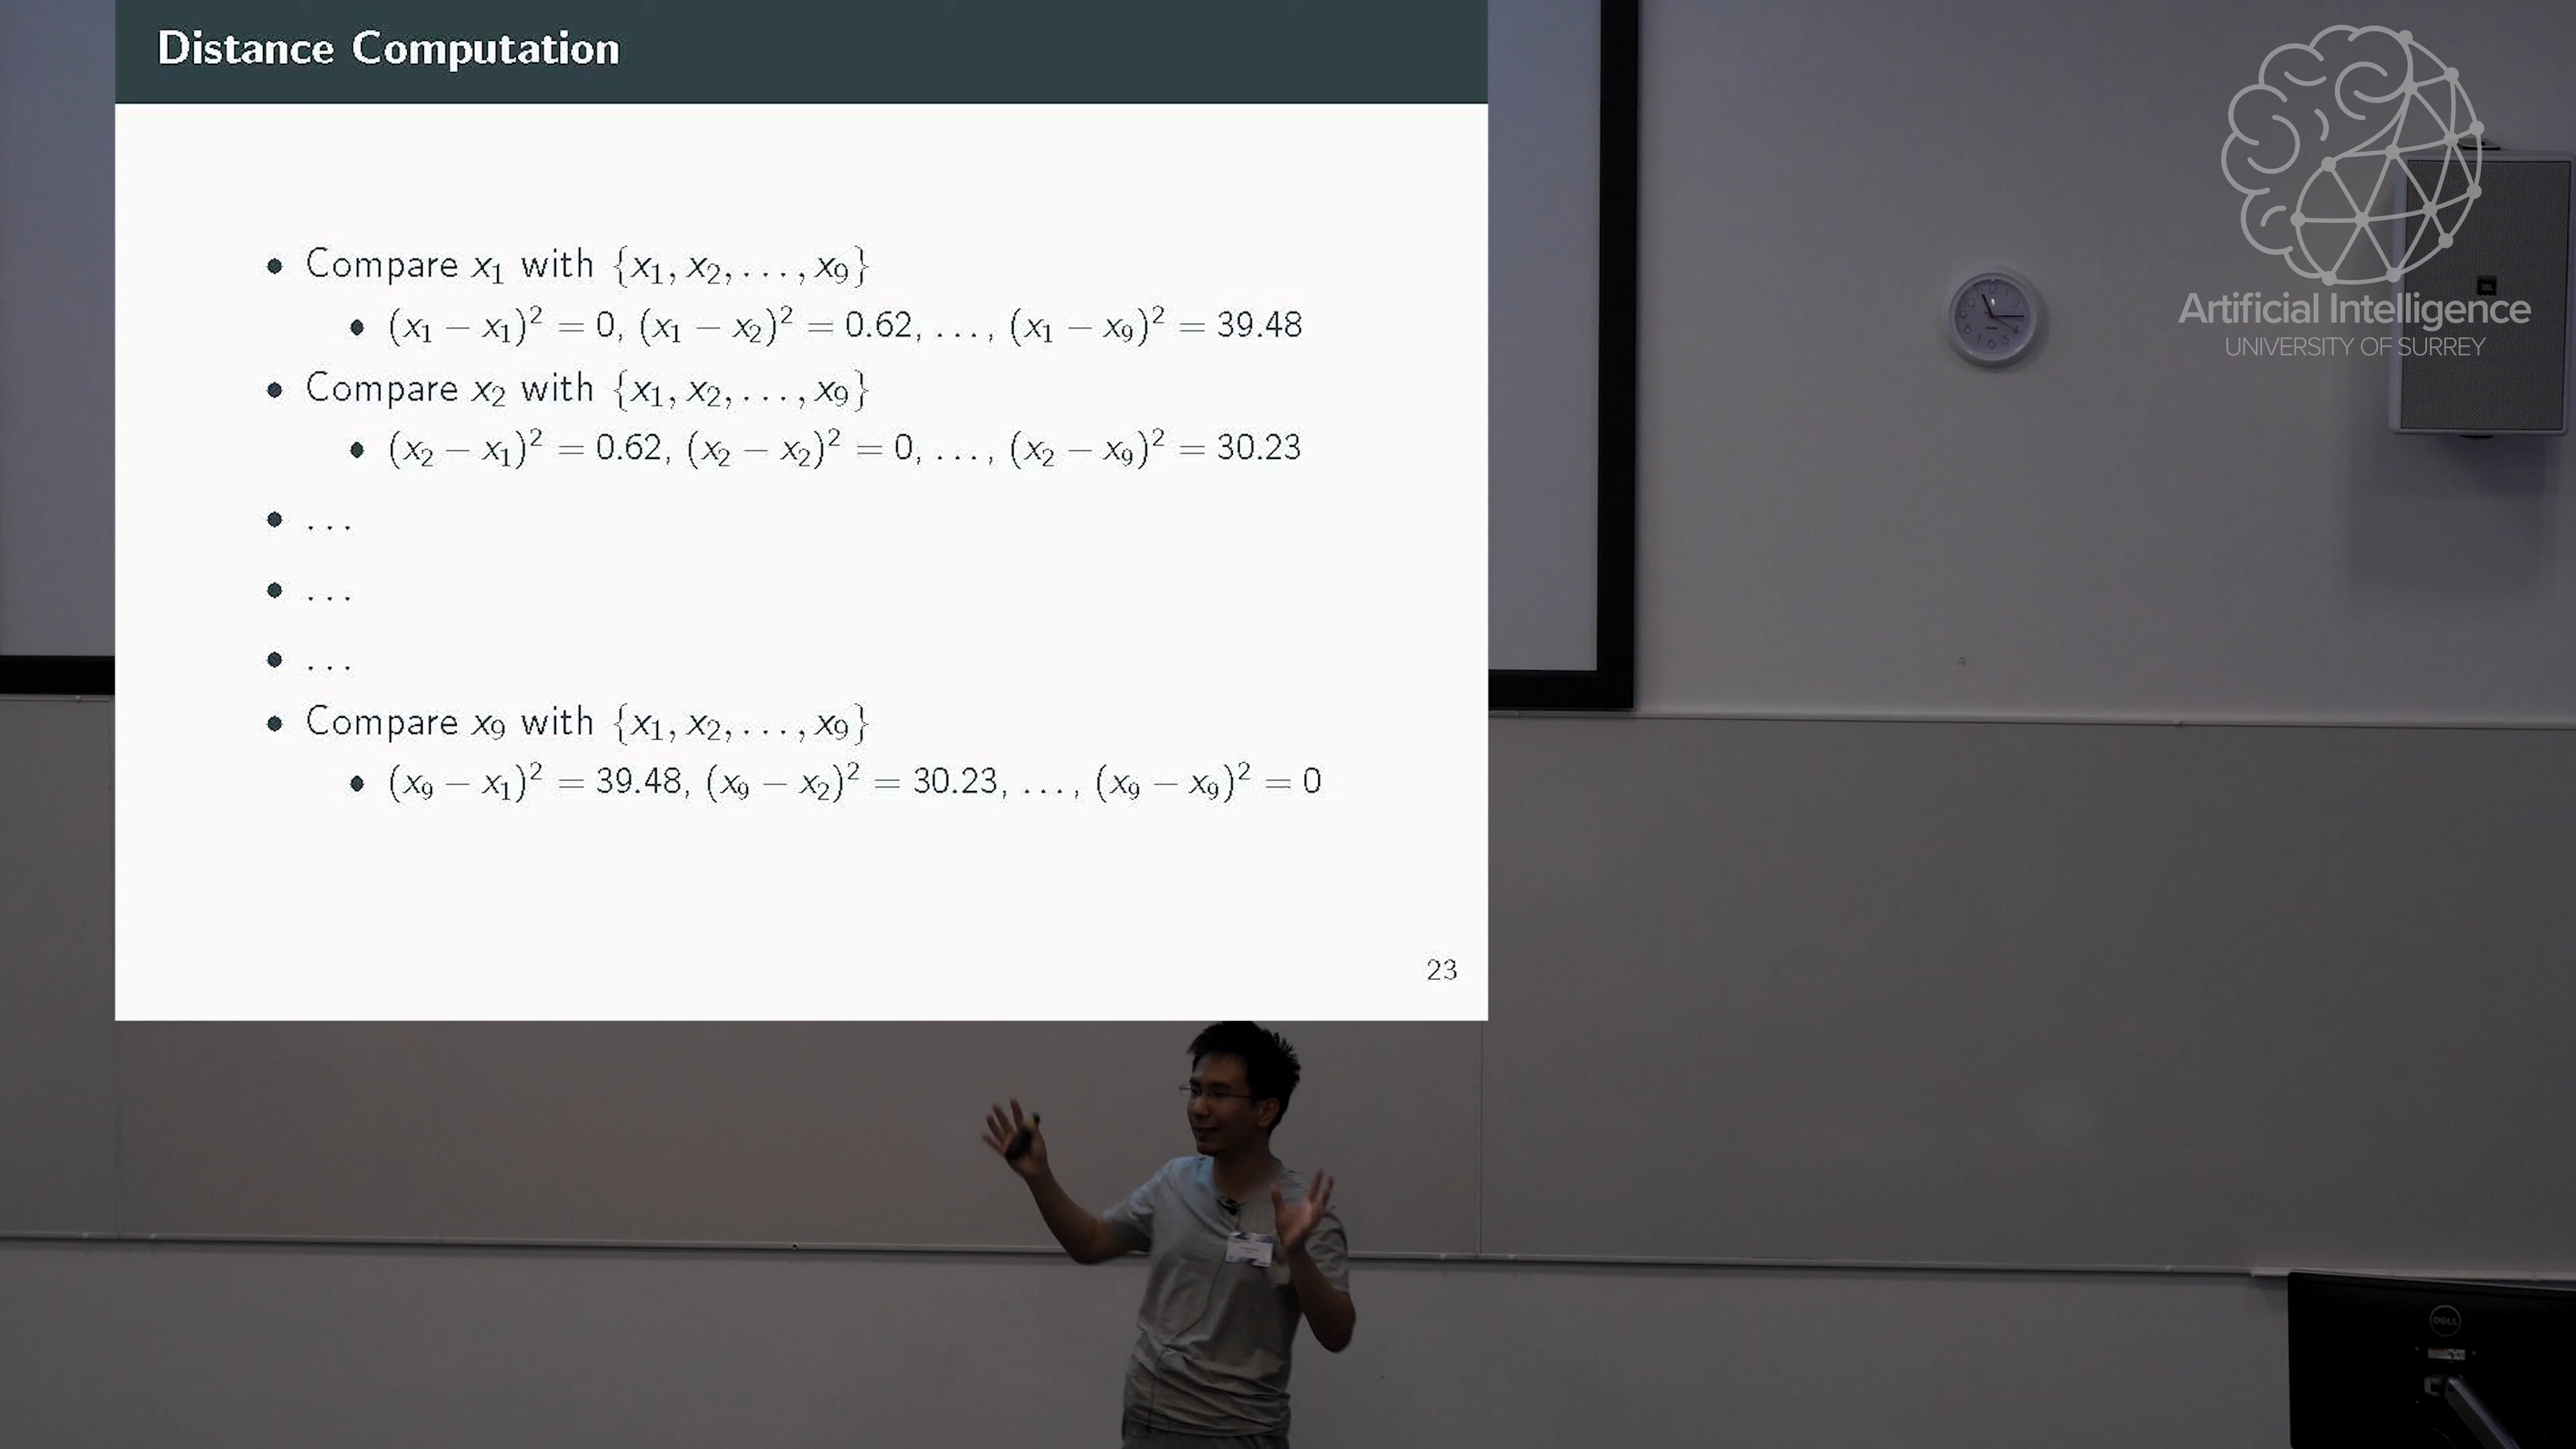 Distance Computation
• Compare x₁ with {x₁, x₂, . . . , x₉}
• (x₁ − x₁)² = 0, (x₁ − x₂)² = 0.62, . . . , (x₁ − x₉)² = 39.48
• Compare x₂ with {x₁, x₂, . . . , x₉}
• (x₂ − x₁)² = 0.62, (x₂ − x₂)² = 0, . . . , (x₂ − x₉)² = 30.23
• . . .
• . . .
• . . .
• Compare x₉ with {x₁, x₂, . . . , x₉}
• (x₉ − x₁)² = 39.48, (x₉ − x₂)² = 30.23, . . . , (x₉ − x₉)² = 0
23
Artificial Intelligence
UNIVERSITY OF SURREY
DELL